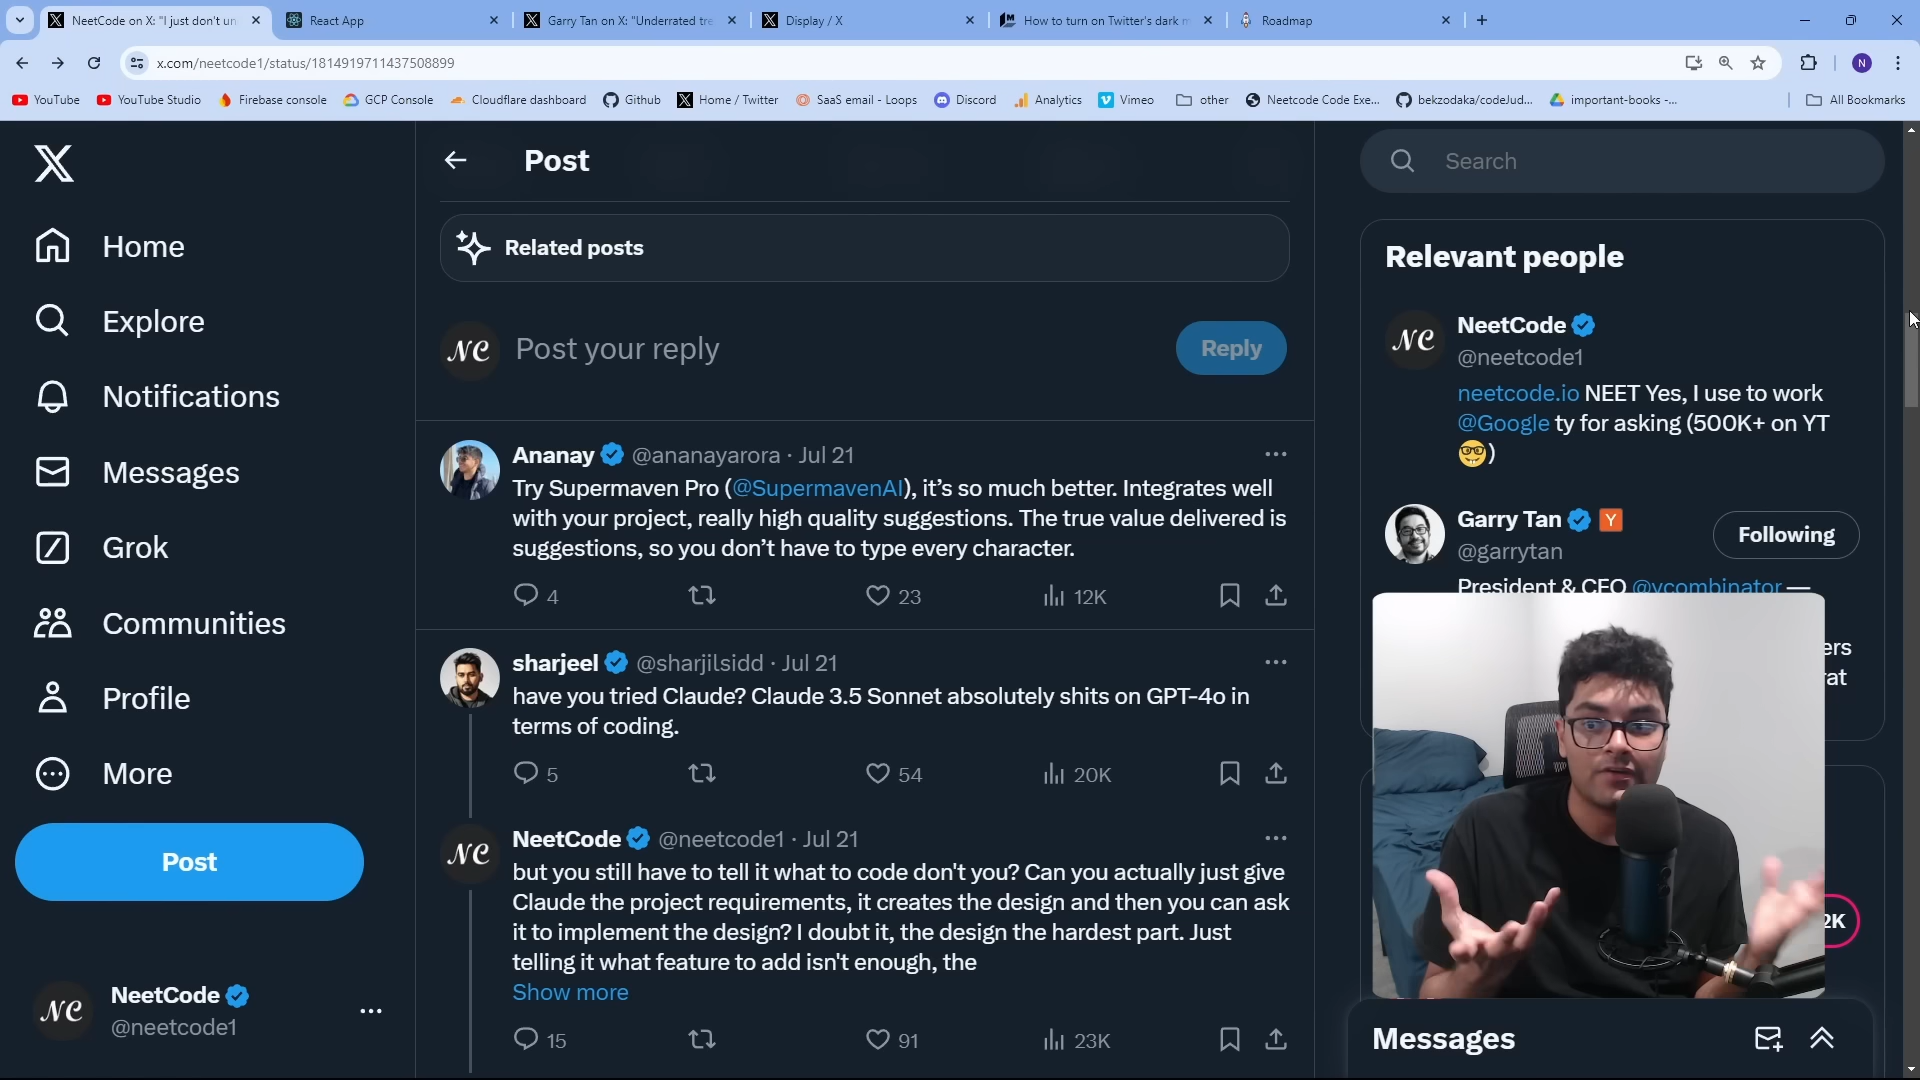 NeetCode on X: "I just don't un
React App
Garry Tan on X: "Underrated tre
Display / X
How to turn on Twitter's dark m
Roadmap
x.com/neetcode1/status/1814919711437508899
N
YouTube
YouTube Studio
Firebase console
GCP Console
Cloudflare dashboard
Github
Home / Twitter
SaaS email - Loops
Discord
Analytics
Vimeo
other
Neetcode Code Exe...
bekzodaka/codeJud...
important-books -...
All Bookmarks
Home
Explore
Notifications
Messages
Grok
Communities
Profile
More
Post
NC
NeetCode
@neetcode1
Post
Related posts
NC
Post your reply
Reply
Ananay @ananayarora · Jul 21
Try Supermaven Pro (@SupermavenAI), it’s so much better. Integrates well
with your project, really high quality suggestions. The true value delivered is
suggestions, so you don’t have to type every character.
4 23 12K
sharjeel @sharjilsidd · Jul 21
have you tried Claude? Claude 3.5 Sonnet absolutely shits on GPT-4o in
terms of coding.
5 54 20K
NC
NeetCode @neetcode1 · Jul 21
but you still have to tell it what to code don't you? Can you actually just give
Claude the project requirements, it creates the design and then you can ask
it to implement the design? I doubt it, the design the hardest part. Just
telling it what feature to add isn't enough, the
Show more
15 91 23K
Search
Relevant people
NC
NeetCode
@neetcode1
neetcode.io NEET Yes, I use to work
@Google ty for asking (500K+ on YT
)
Garry Tan Y
@garrytan
Following
President & CEO @ycombinator —
Messages